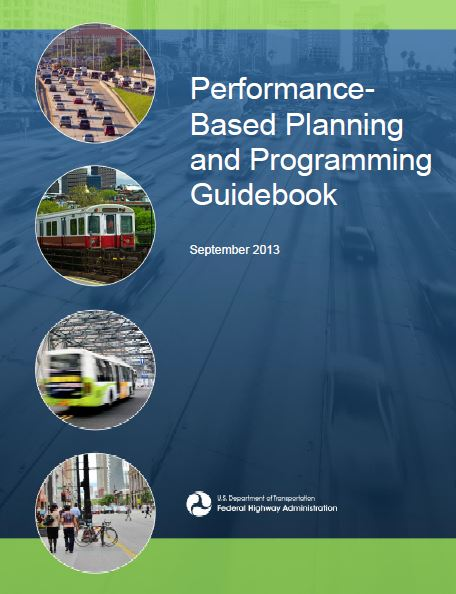 Performance-
Based Planning
and Programming
Guidebook
September 2013
U.S. Department of Transportation
Federal Highway Administration